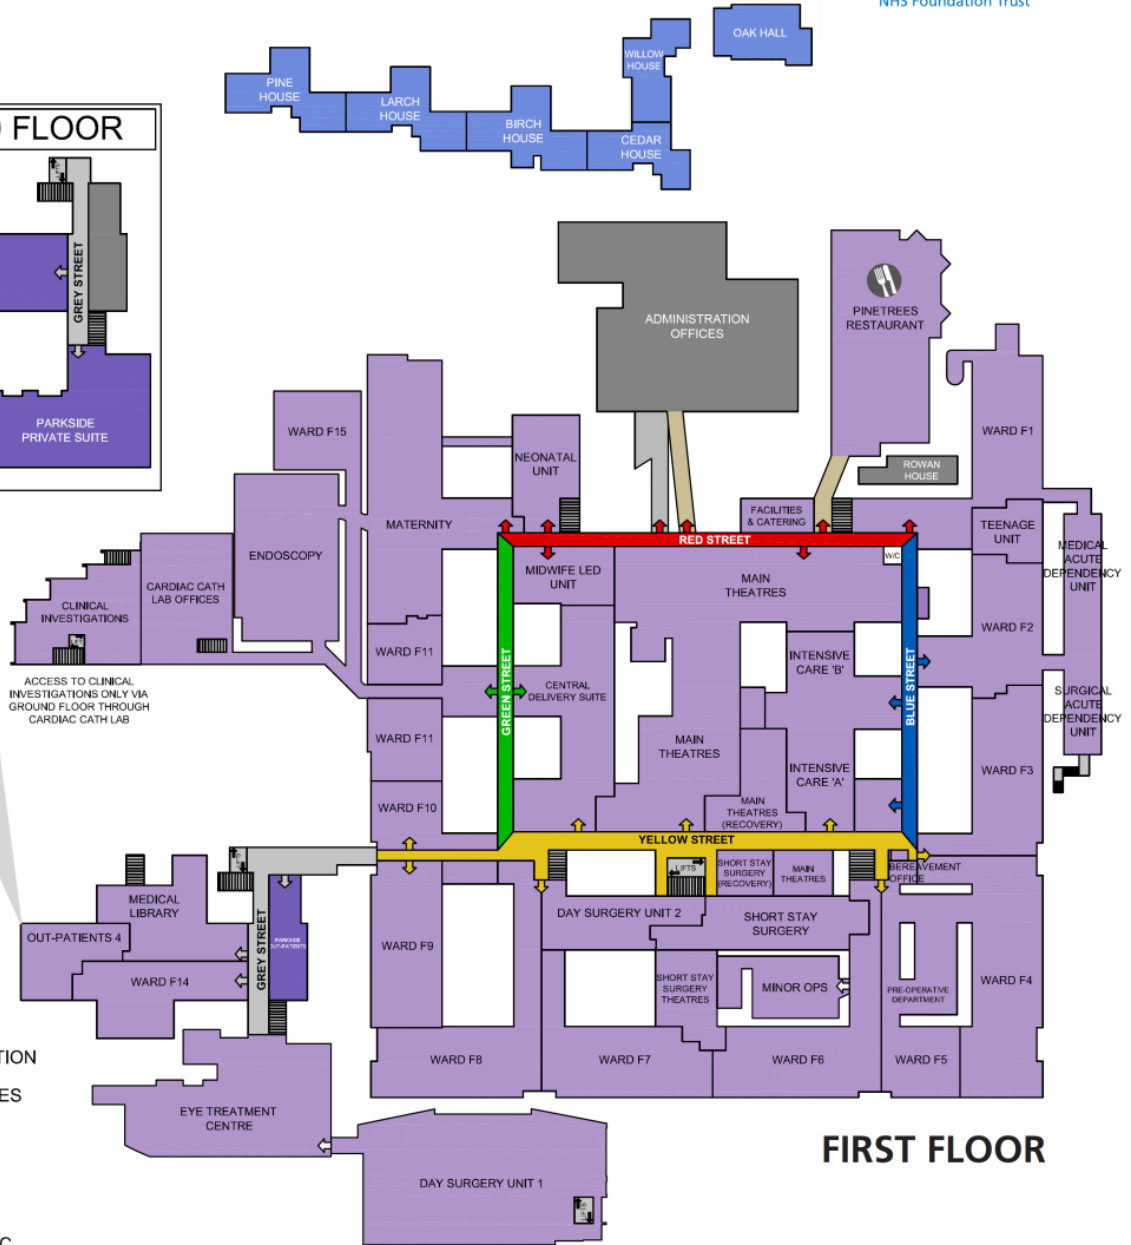 NHS Foundation Trust
OAK HALL
WILLOW
HOUSE
PINE
HOUSE
LARCH
HOUSE
BIRCH
HOUSE
CEDAR
HOUSE
FLOOR
LIFTS
GREY STREET
PARKSIDE
PRIVATE SUITE
ADMINISTRATION
OFFICES
PINETREES
RESTAURANT
WARD F15
NEONATAL
UNIT
WARD F1
ROWAN
HOUSE
MATERNITY
FACILITIES
& CATERING
TEENAGE
UNIT
RED STREET
ENDOSCOPY
MIDWIFE LED
UNIT
MAIN
THEATRES
W/C
MEDICAL
ACUTE
DEPENDENCY
UNIT
CARDIAC CATH
LAB OFFICES
CLINICAL
INVESTIGATIONS
WARD F11
INTENSIVE
CARE 'B'
WARD F2
ACCESS TO CLINICAL
INVESTIGATIONS ONLY VIA
GROUND FLOOR THROUGH
CARDIAC CATH LAB
GREEN STREET
CENTRAL
DELIVERY SUITE
BLUE STREET
SURGICAL
ACUTE
DEPENDENCY
UNIT
WARD F11
MAIN
THEATRES
INTENSIVE
CARE 'A'
WARD F3
WARD F10
MAIN
THEATRES
(RECOVERY)
YELLOW STREET
LIFTS
SHORT STAY
SURGERY
(RECOVERY)
MAIN
THEATRES
BEREAVEMENT
OFFICE
MEDICAL
LIBRARY
OUT-PATIENTS 4
GREY STREET
PARKSIDE
OUT-PATIENTS
WARD F9
DAY SURGERY UNIT 2
SHORT STAY
SURGERY
WARD F14
SHORT STAY
SURGERY
THEATRES
MINOR OPS
PRE-OPERATIVE
DEPARTMENT
WARD F4
TION
WARD F8
WARD F7
WARD F6
WARD F5
ES
EYE TREATMENT
CENTRE
FIRST FLOOR
DAY SURGERY UNIT 1